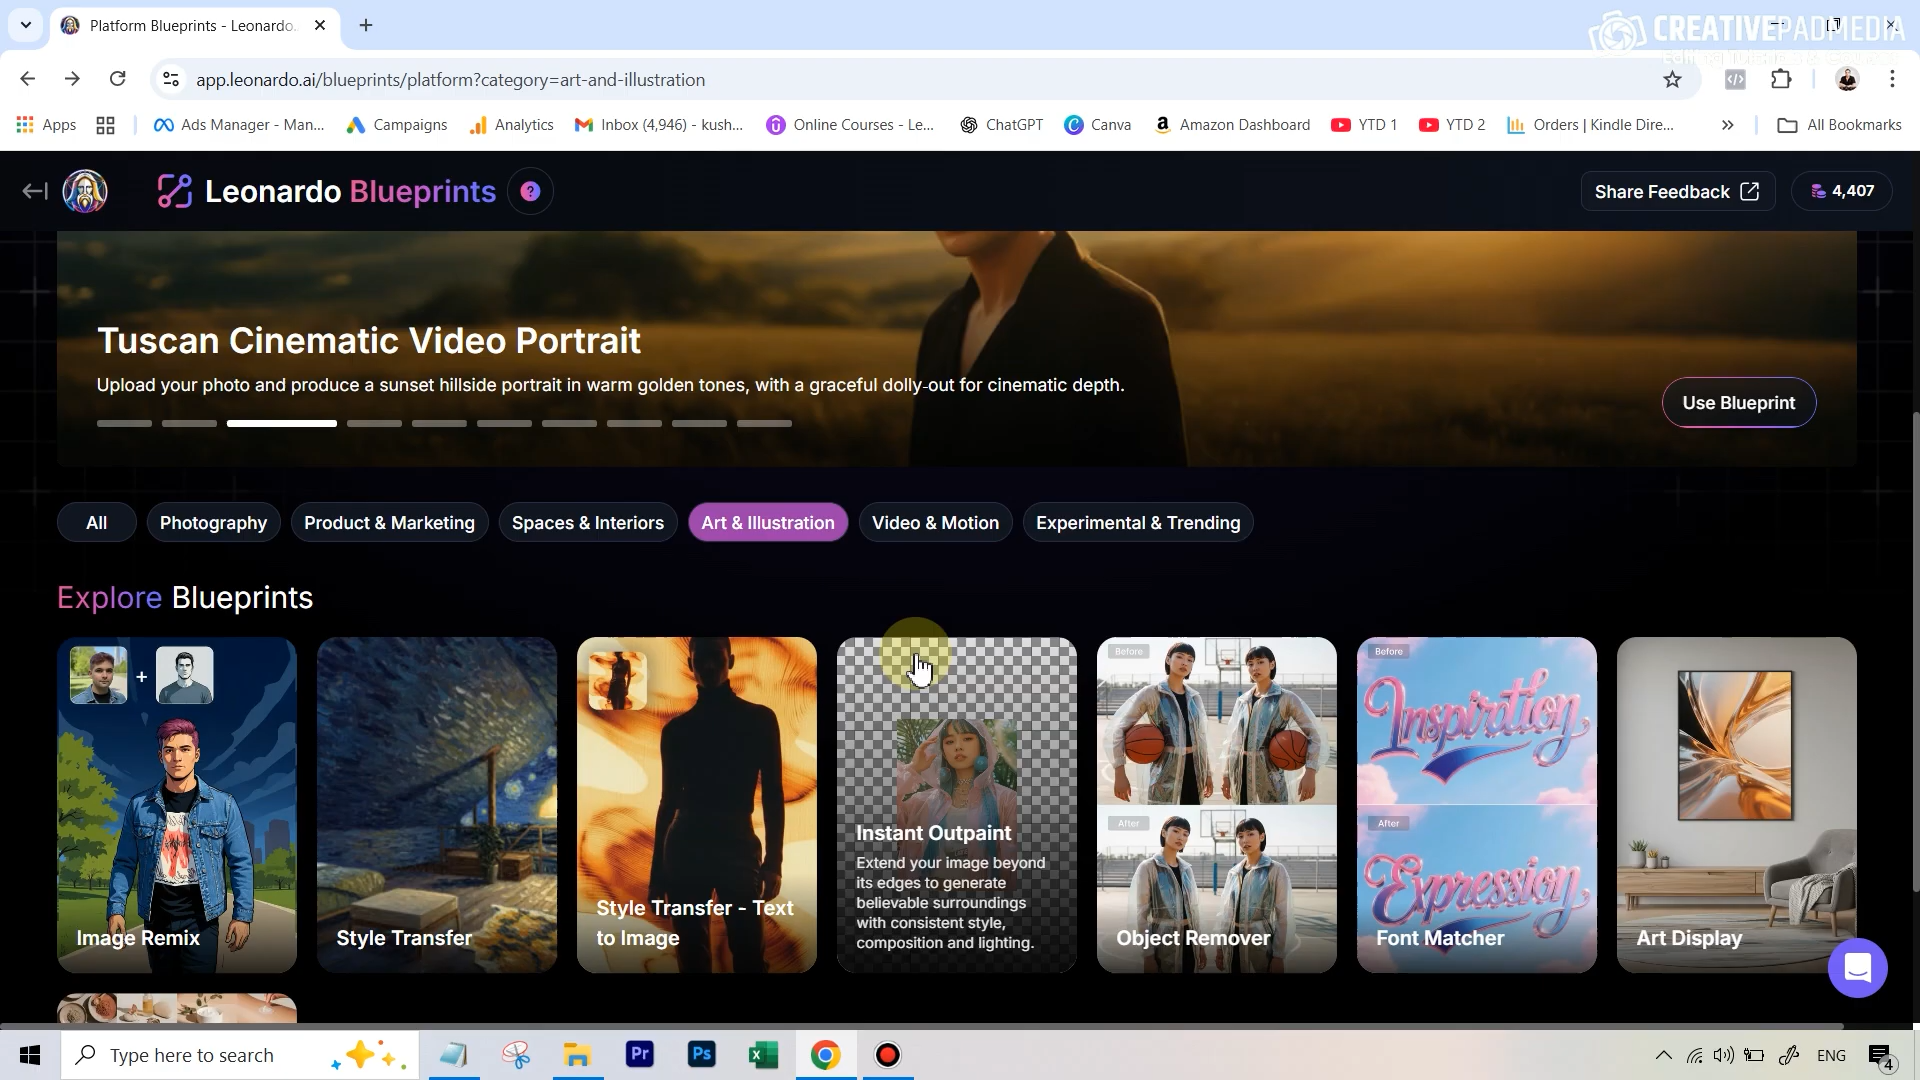 Platform Blueprints - Leonardo.
CREATIVEPADMEDIA
app.leonardo.ai/blueprints/platform?category=art-and-illustration
Apps
Ads Manager - Man...
Campaigns
Analytics
Inbox (4,946) - kush...
Online Courses - Le...
ChatGPT
Canva
Amazon Dashboard
YTD 1
YTD 2
Orders | Kindle Dire...
All Bookmarks
Leonardo Blueprints
?
Share Feedback
4,407
Tuscan Cinematic Video Portrait
Upload your photo and produce a sunset hillside portrait in warm golden tones, with a graceful dolly-out for cinematic depth.
Use Blueprint
All
Photography
Product & Marketing
Spaces & Interiors
Art & Illustration
Video & Motion
Experimental & Trending
Explore Blueprints
Image Remix
Style Transfer
Style Transfer - Text
to Image
Instant Outpaint
Extend your image beyond
its edges to generate
believable surroundings
with consistent style,
composition and lighting.
Before
After
Object Remover
Before
Inspirtion
After
Expression
Font Matcher
Art Display
Type here to search
Pr
Ps
ENG
4